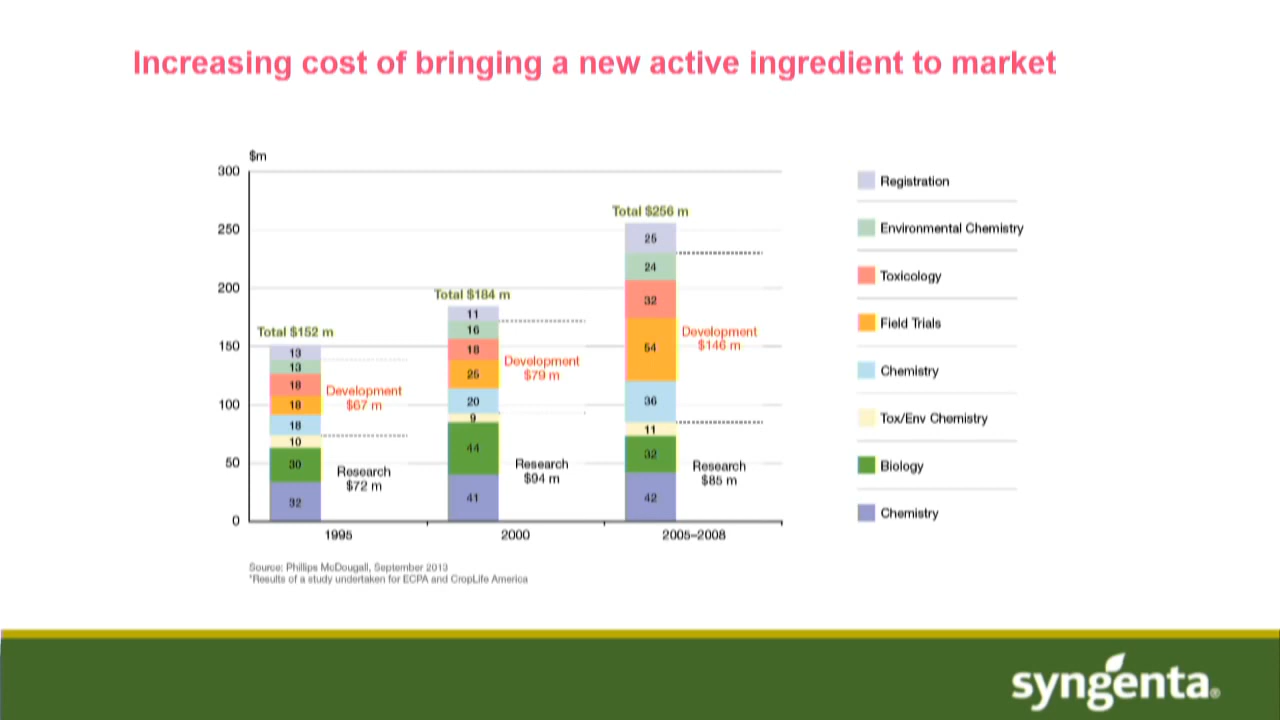 Increasing cost of bringing a new active ingredient to market
$m
300
250
200
150
100
50
0
Total $152 m
13
13
18
18
18
10
30
32
Development
$67 m
Research
$72 m
1995
Total $184 m
11
16
18
25
20
9
44
41
Development
$79 m
Research
$94 m
2000
Total $256 m
25
24
32
54
36
11
32
42
Development
$146 m
Research
$85 m
2005–2008
Registration
Environmental Chemistry
Toxicology
Field Trials
Chemistry
Tox/Env Chemistry
Biology
Chemistry
Source: Phillips McDougall, September 2013
*Results of a study undertaken for ECPA and CropLife America
syngenta®